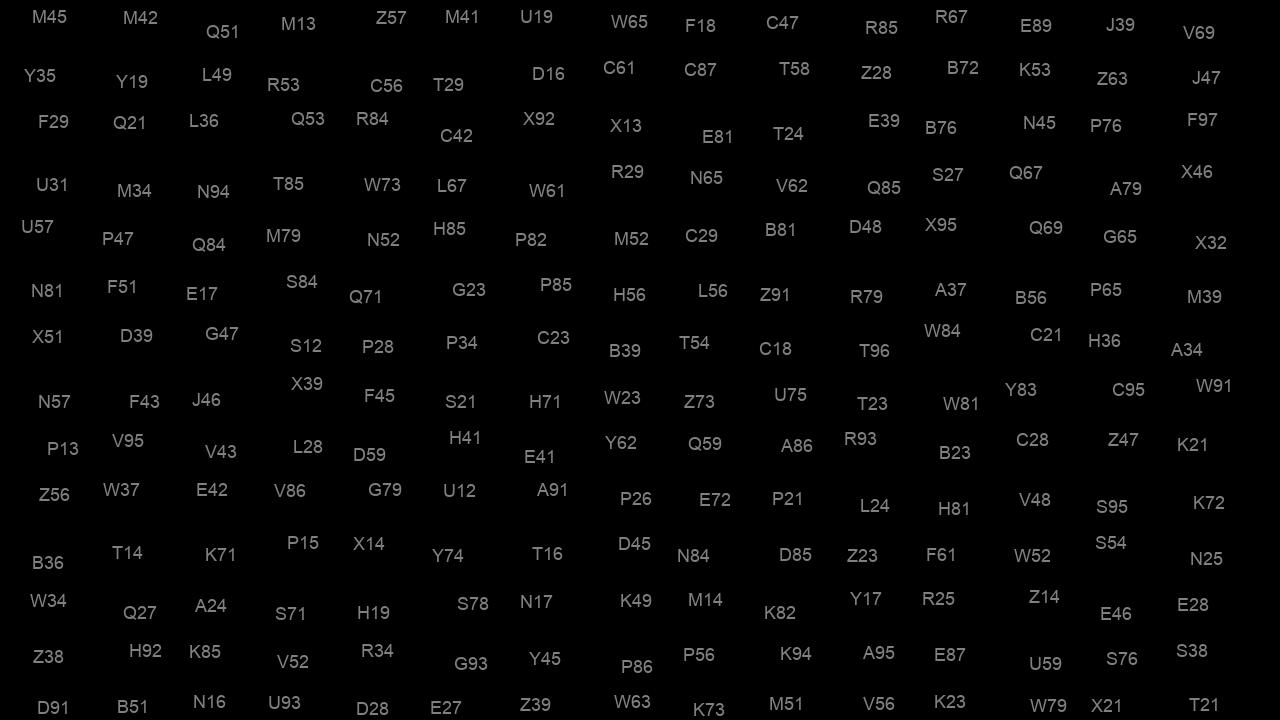 M45 M42 Q51 M13 Z57 M41 U19 W65 F18 C47 R85 R67 E89 J39 V69
Y35 Y19 L49 R53 C56 T29 D16 C61 C87 T58 Z28 B72 K53 Z63 J47
F29 Q21 L36 Q53 R84 C42 X92 X13 E81 T24 E39 B76 N45 P76 F97
U31 M34 N94 T85 W73 L67 W61 R29 N65 V62 Q85 S27 Q67 A79 X46
U57 P47 Q84 M79 N52 H85 P82 M52 C29 B81 D48 X95 Q69 G65 X32
N81 F51 E17 S84 Q71 G23 P85 H56 L56 Z91 R79 A37 B56 P65 M39
X51 D39 G47 S12 P28 P34 C23 B39 T54 C18 T96 W84 C21 H36 A34
N57 F43 J46 X39 F45 S21 H71 W23 Z73 U75 T23 W81 Y83 C95 W91
P13 V95 V43 L28 D59 H41 E41 Y62 Q59 A86 R93 B23 C28 Z47 K21
Z56 W37 E42 V86 G79 U12 A91 P26 E72 P21 L24 H81 V48 S95 K72
B36 T14 K71 P15 X14 Y74 T16 D45 N84 D85 Z23 F61 W52 S54 N25
W34 Q27 A24 S71 H19 S78 N17 K49 M14 K82 Y17 R25 Z14 E46 E28
Z38 H92 K85 V52 R34 G93 Y45 P86 P56 K94 A95 E87 U59 S76 S38
D91 B51 N16 U93 D28 E27 Z39 W63 K73 M51 V56 K23 W79 X21 T21